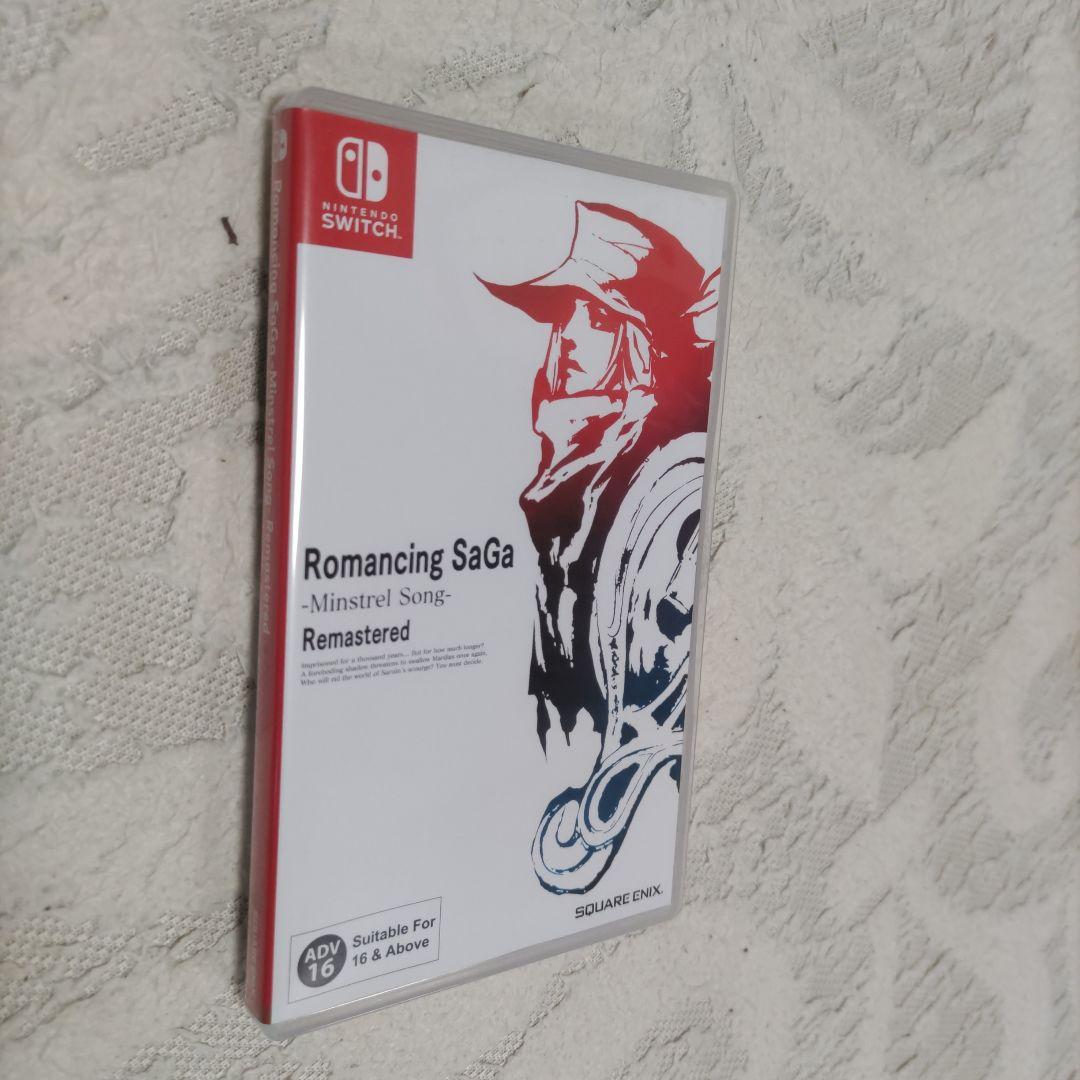 NINTENDO
SWITCH™
Romancing SaGa -Minstrel Song- Remastered
Romancing SaGa
-Minstrel Song-
Remastered
Imprisoned for a thousand years... But for how much longer?
A foreboding shadow threatens to swallow Mardias once again.
Who will rid the world of Saruin's scourge? You must decide.
SQUARE ENIX.
ADV
16
Suitable For
16 & Above